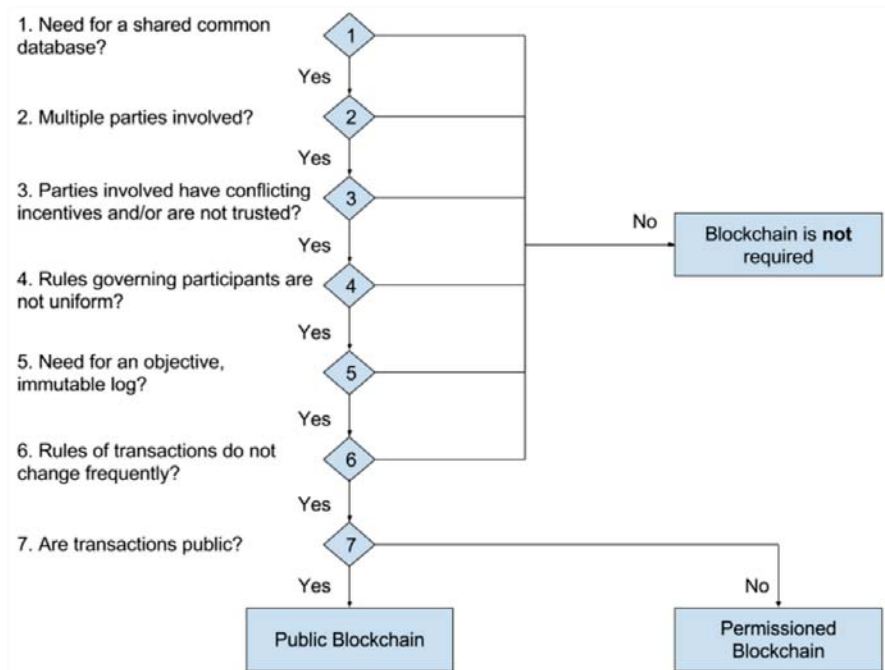 1. Need for a shared common
database?
1
Yes
2. Multiple parties involved?
2
Yes
3. Parties involved have conflicting
incentives and/or are not trusted?
3
No
Blockchain is not
required
Yes
4. Rules governing participants are
not uniform?
4
Yes
5. Need for an objective,
immutable log?
5
Yes
6. Rules of transactions do not
change frequently?
6
Yes
7. Are transactions public?
7
Yes
No
Public Blockchain
Permissioned
Blockchain